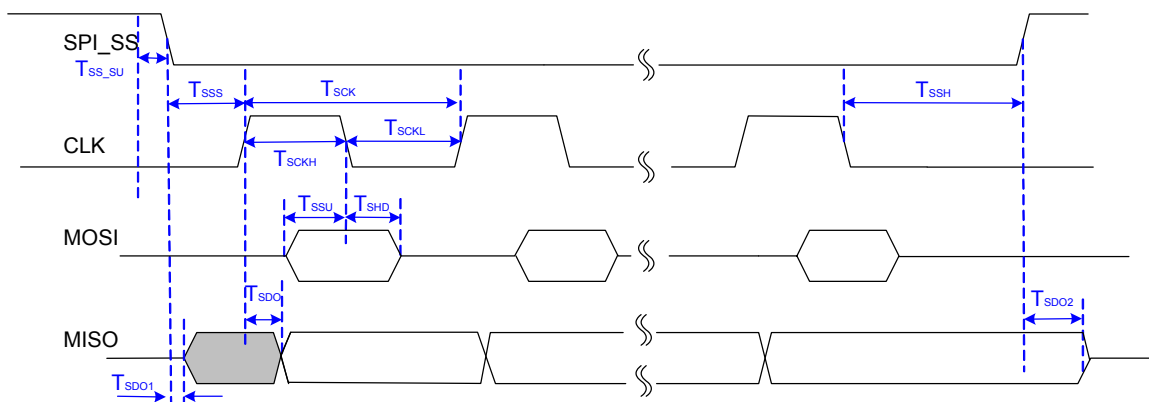 SPI_SS
TSS_SU
TSSS
TSCK
TSSH
CLK
TSCKH
TSCKL
TSSU
TSHD
MOSI
TSDO
TSDO2
MISO
TSDO1